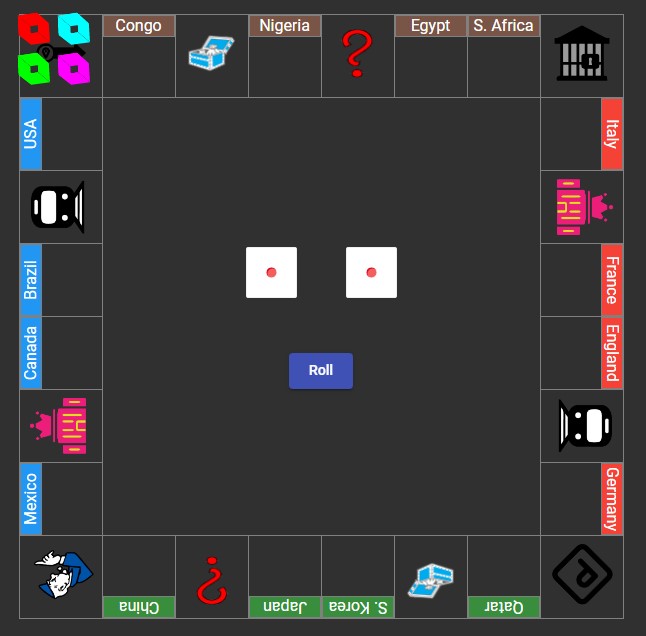 Congo
Nigeria
Egypt
S. Africa
USA
Italy
Brazil
France
Canada
England
Roll
Mexico
Germany
China
Japan
S. Korea
Qatar